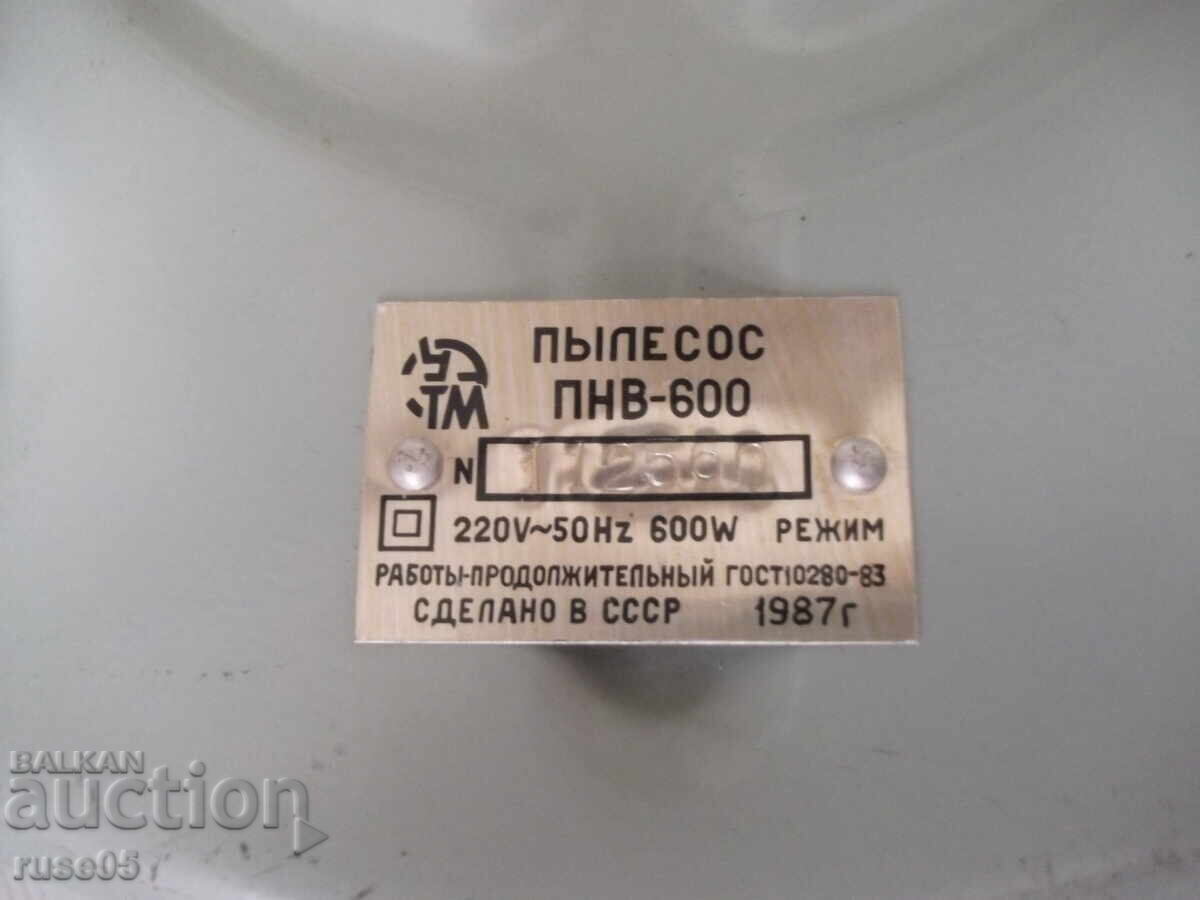 ПЫЛЕСОС
ПНВ-600
N
220V~50Hz 600W РЕЖИМ
РАБОТЫ-ПРОДОЛЖИТЕЛЬНЫЙ ГОСТ10280-83
СДЕЛАНО В СССР 1987г
BALKAN
auction
ruse05